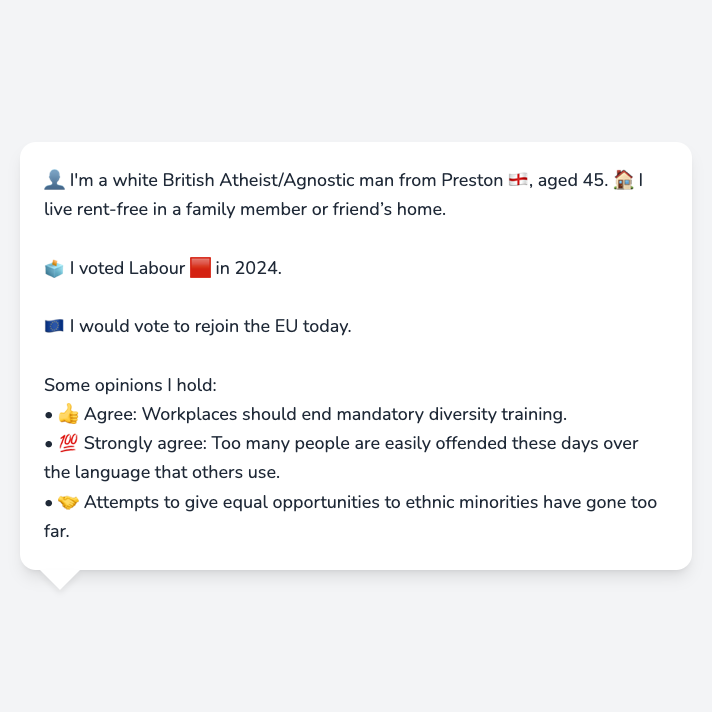 👤 I'm a white British Atheist/Agnostic man from Preston 🏴󠁧󠁢󠁥󠁮󠁧󠁿, aged 45. 🏠 I
live rent-free in a family member or friend’s home.
🗳️ I voted Labour 🟥 in 2024.
🇪🇺 I would vote to rejoin the EU today.
Some opinions I hold:
• 👍 Agree: Workplaces should end mandatory diversity training.
• 💯 Strongly agree: Too many people are easily offended these days over
the language that others use.
• 🤝 Attempts to give equal opportunities to ethnic minorities have gone too
far.